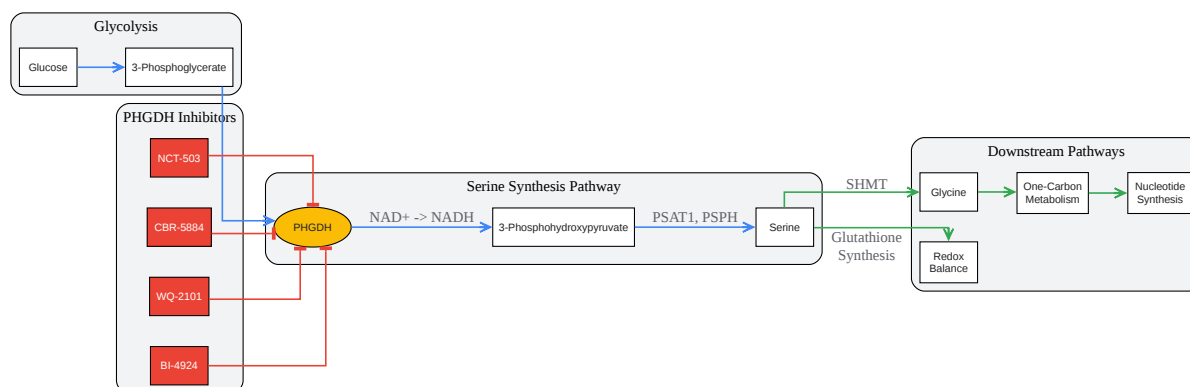 Glycolysis
Glucose
3-Phosphoglycerate
PHGDH Inhibitors
NCT-503
CBR-5884
WQ-2101
BI-4924
Serine Synthesis Pathway
PHGDH
NAD+ -> NADH
3-Phosphohydroxypyruvate
PSAT1, PSPH
Serine
SHMT
Glutathione
Synthesis
Downstream Pathways
Glycine
One-Carbon
Metabolism
Nucleotide
Synthesis
Redox
Balance